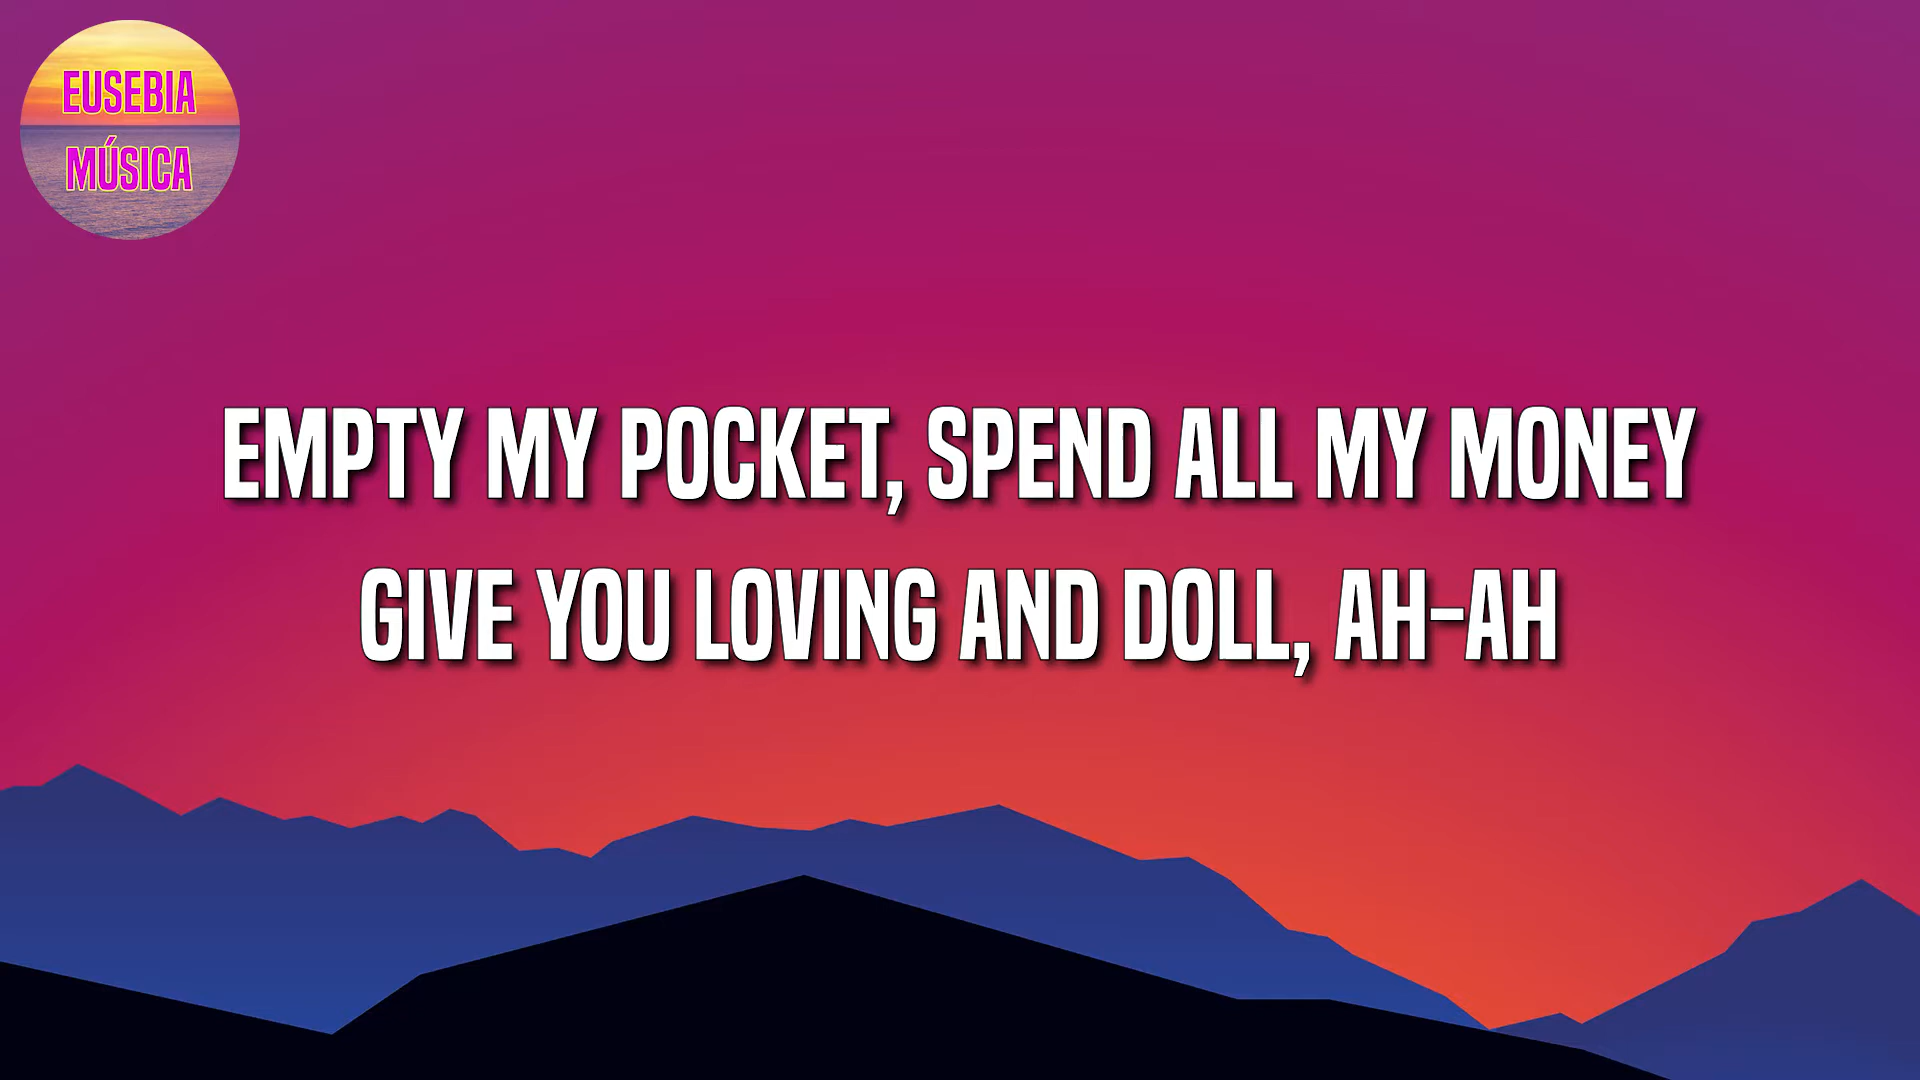 EUSEBIA
MÚSICA
EMPTY MY POCKET, SPEND ALL MY MONEY
GIVE YOU LOVING AND DOLL, AH-AH